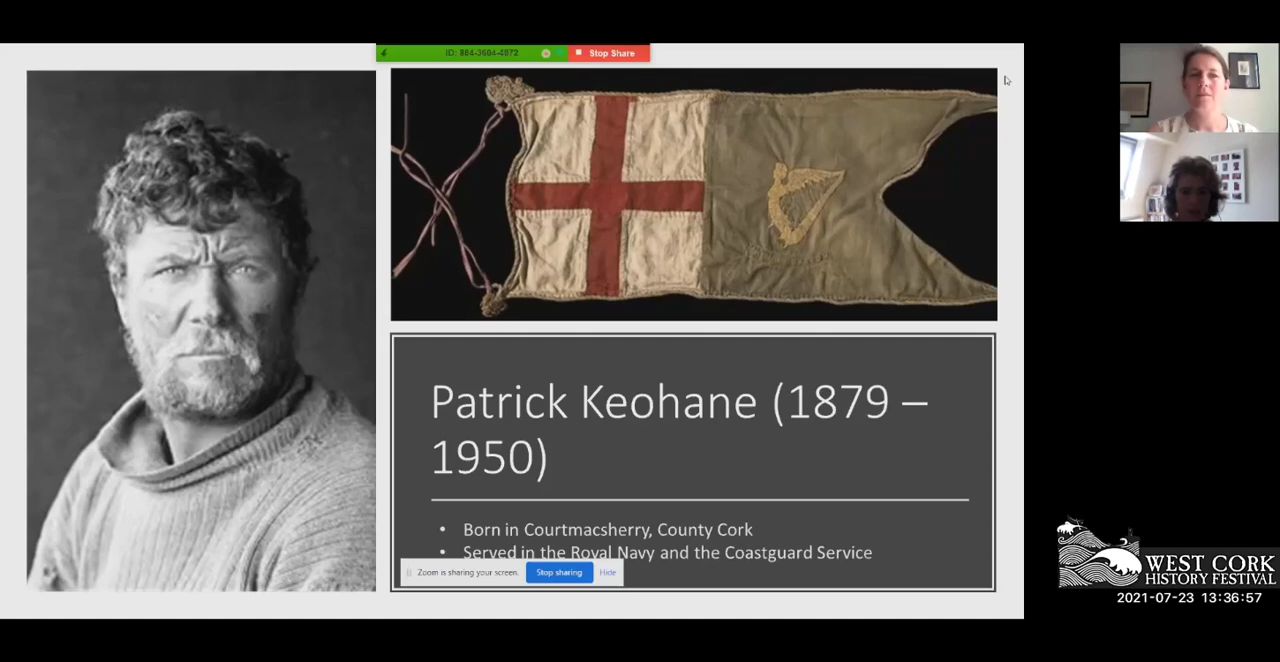 ID: 884-3604-4972
Stop Share
Patrick Keohane (1879 –
1950)
• Born in Courtmacsherry, County Cork
• Served in the Royal Navy and the Coastguard Service
Zoom is sharing your screen.
Stop sharing
Hide
WEST CORK
HISTORY FESTIVAL
2021-07-23 13:36:57